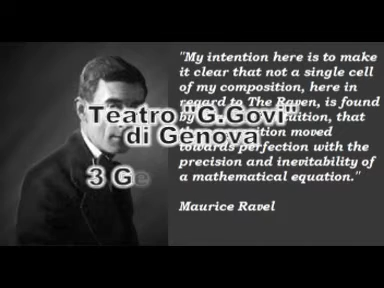 "My intention here is to make
it clear that not a single cell
of my composition, here in
regard to The Raven, is found
by tuition, that
moved
towards perfection with the
precision and inevitability of
a mathematical equation."
Maurice Ravel
Teatro "G.Govi"
di Genova
3 Ge